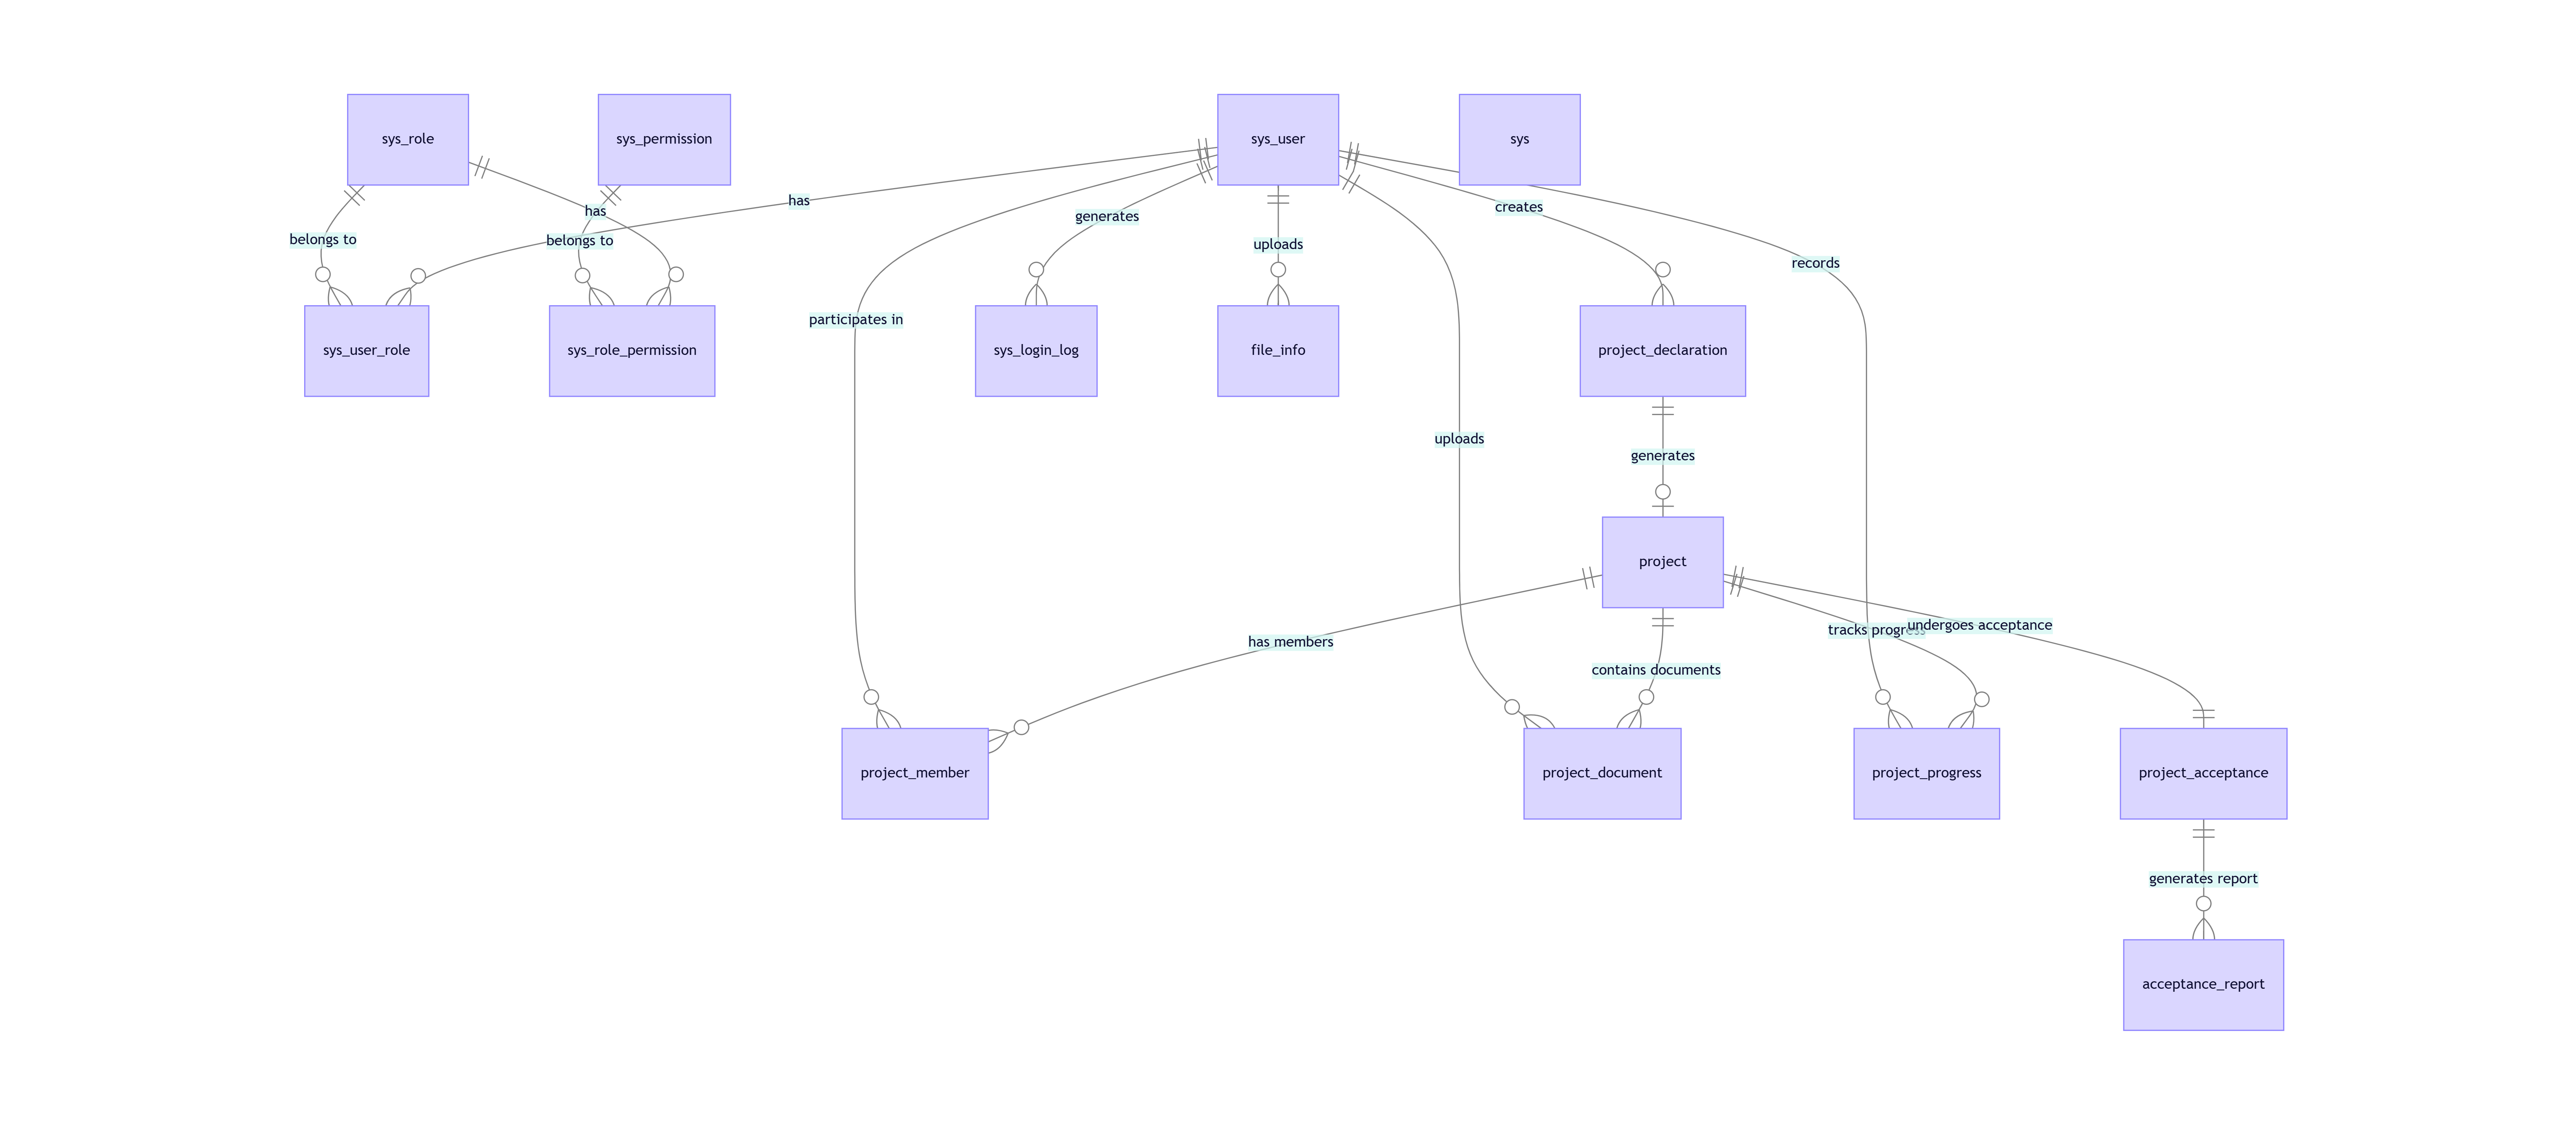 sys_role
sys_permission
sys_user
sys
has
creates
has
generates
belongs to
belongs to
uploads
records
participates in
sys_user_role
sys_role_permission
sys_login_log
file_info
project_declaration
uploads
generates
project
undergoes acceptance
tracks progress
has members
contains documents
project_member
project_document
project_progress
project_acceptance
generates report
acceptance_report